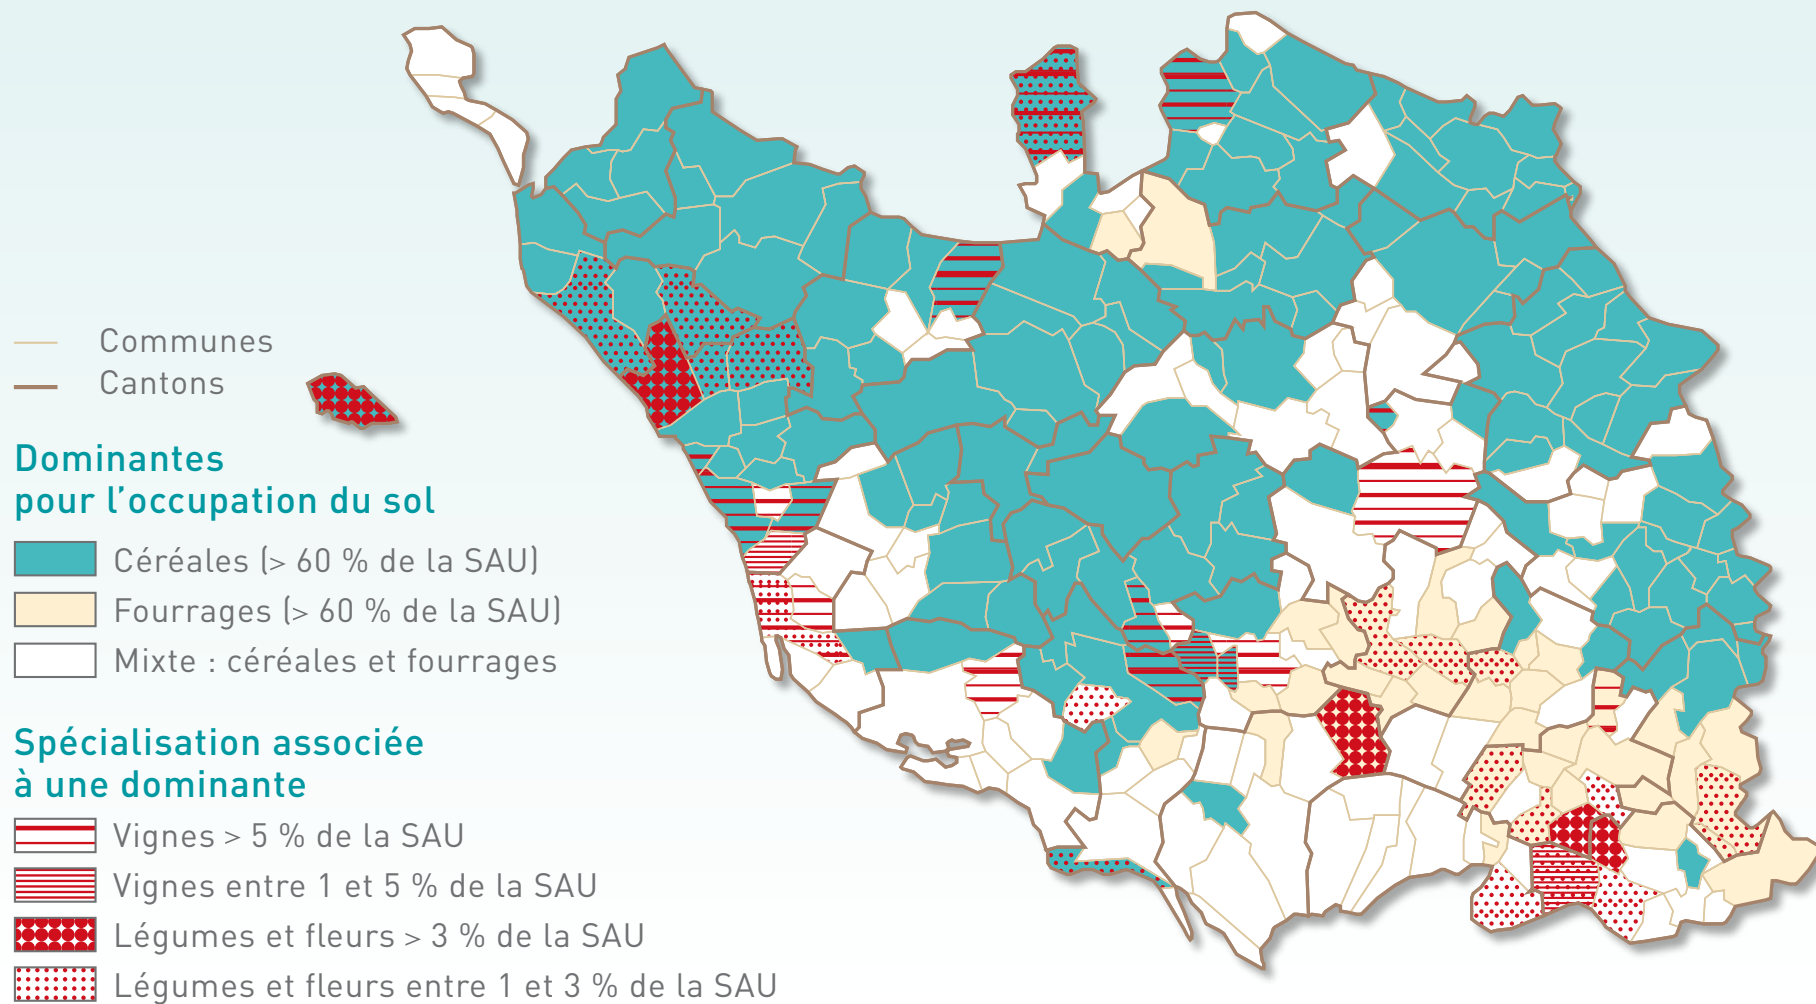 Communes
Cantons
Dominantes
pour l'occupation du sol
Céréales (> 60 % de la SAU)
Fourrages (> 60 % de la SAU)
Mixte : céréales et fourrages
Spécialisation associée
à une dominante
Vignes > 5 % de la SAU
Vignes entre 1 et 5 % de la SAU
Légumes et fleurs > 3 % de la SAU
Légumes et fleurs entre 1 et 3 % de la SAU